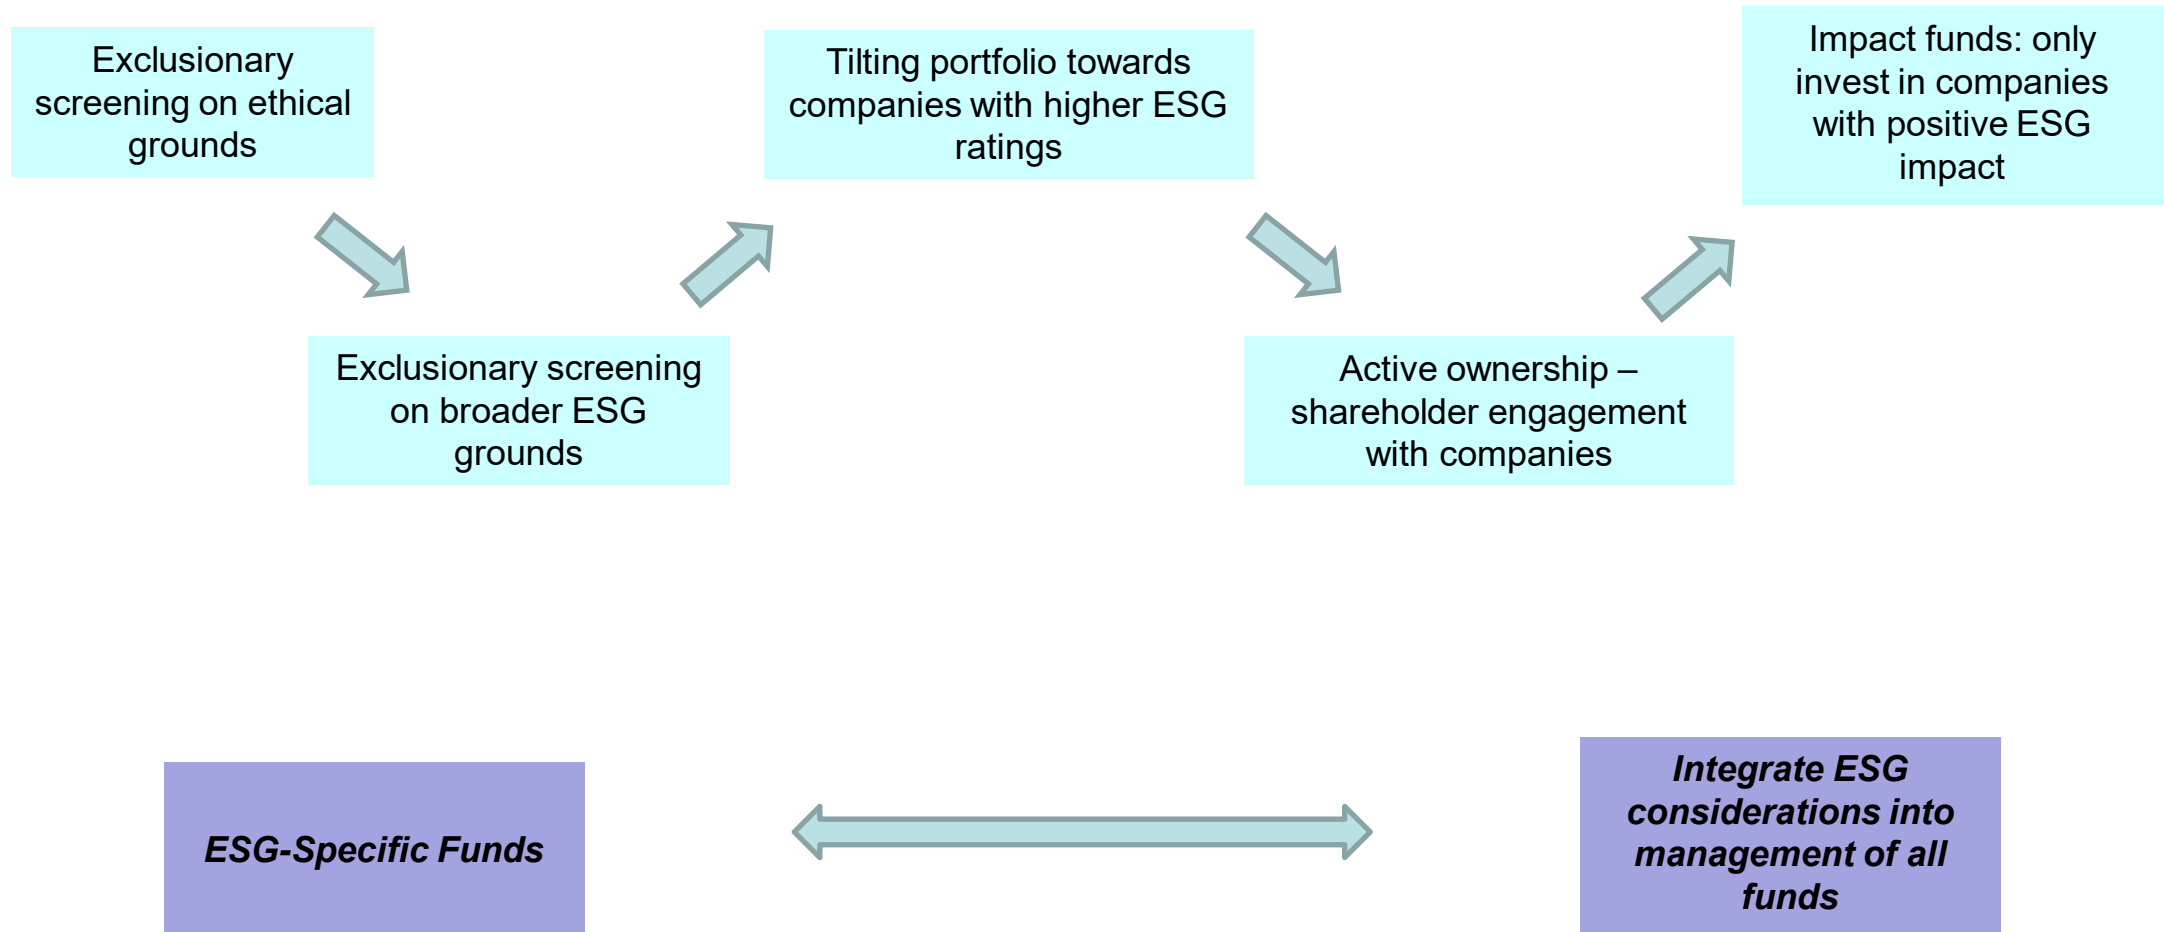 Exclusionary
screening on ethical
grounds
Exclusionary screening
on broader ESG
grounds
Tilting portfolio towards
companies with higher ESG
ratings
Active ownership –
shareholder engagement
with companies
Impact funds: only
invest in companies
with positive ESG
impact
ESG-Specific Funds
Integrate ESG
considerations into
management of all
funds